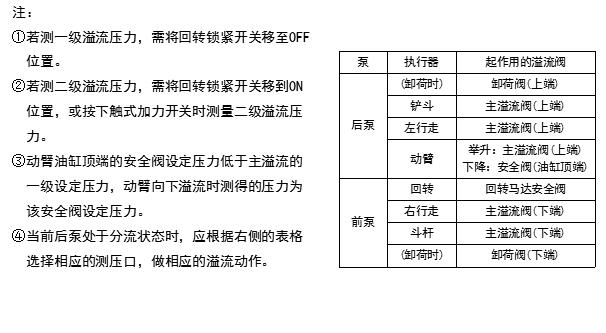 注：
①若测一级溢流压力，需将回转锁紧开关移至OFF
位置。
②若测二级溢流压力，需将回转锁紧开关移到ON
位置，或按下触式加力开关时测量二级溢流压
力。
③动臂油缸顶端的安全阀设定压力低于主溢流的
一级设定压力，动臂向下溢流时测得的压力为
该安全阀设定压力。
④当前后泵处于分流状态时，应根据右侧的表格
选择相应的测压口，做相应的溢流动作。
泵 执行器 起作用的溢流阀
后泵
(卸荷时) 卸荷阀(上端)
铲斗 主溢流阀(上端)
左行走 主溢流阀(上端)
动臂 举升：主溢流阀(上端)
下降：安全阀(油缸顶端)
前泵
回转 回转马达安全阀
右行走 主溢流阀(下端)
斗杆 主溢流阀(下端)
(卸荷时) 卸荷阀(下端)